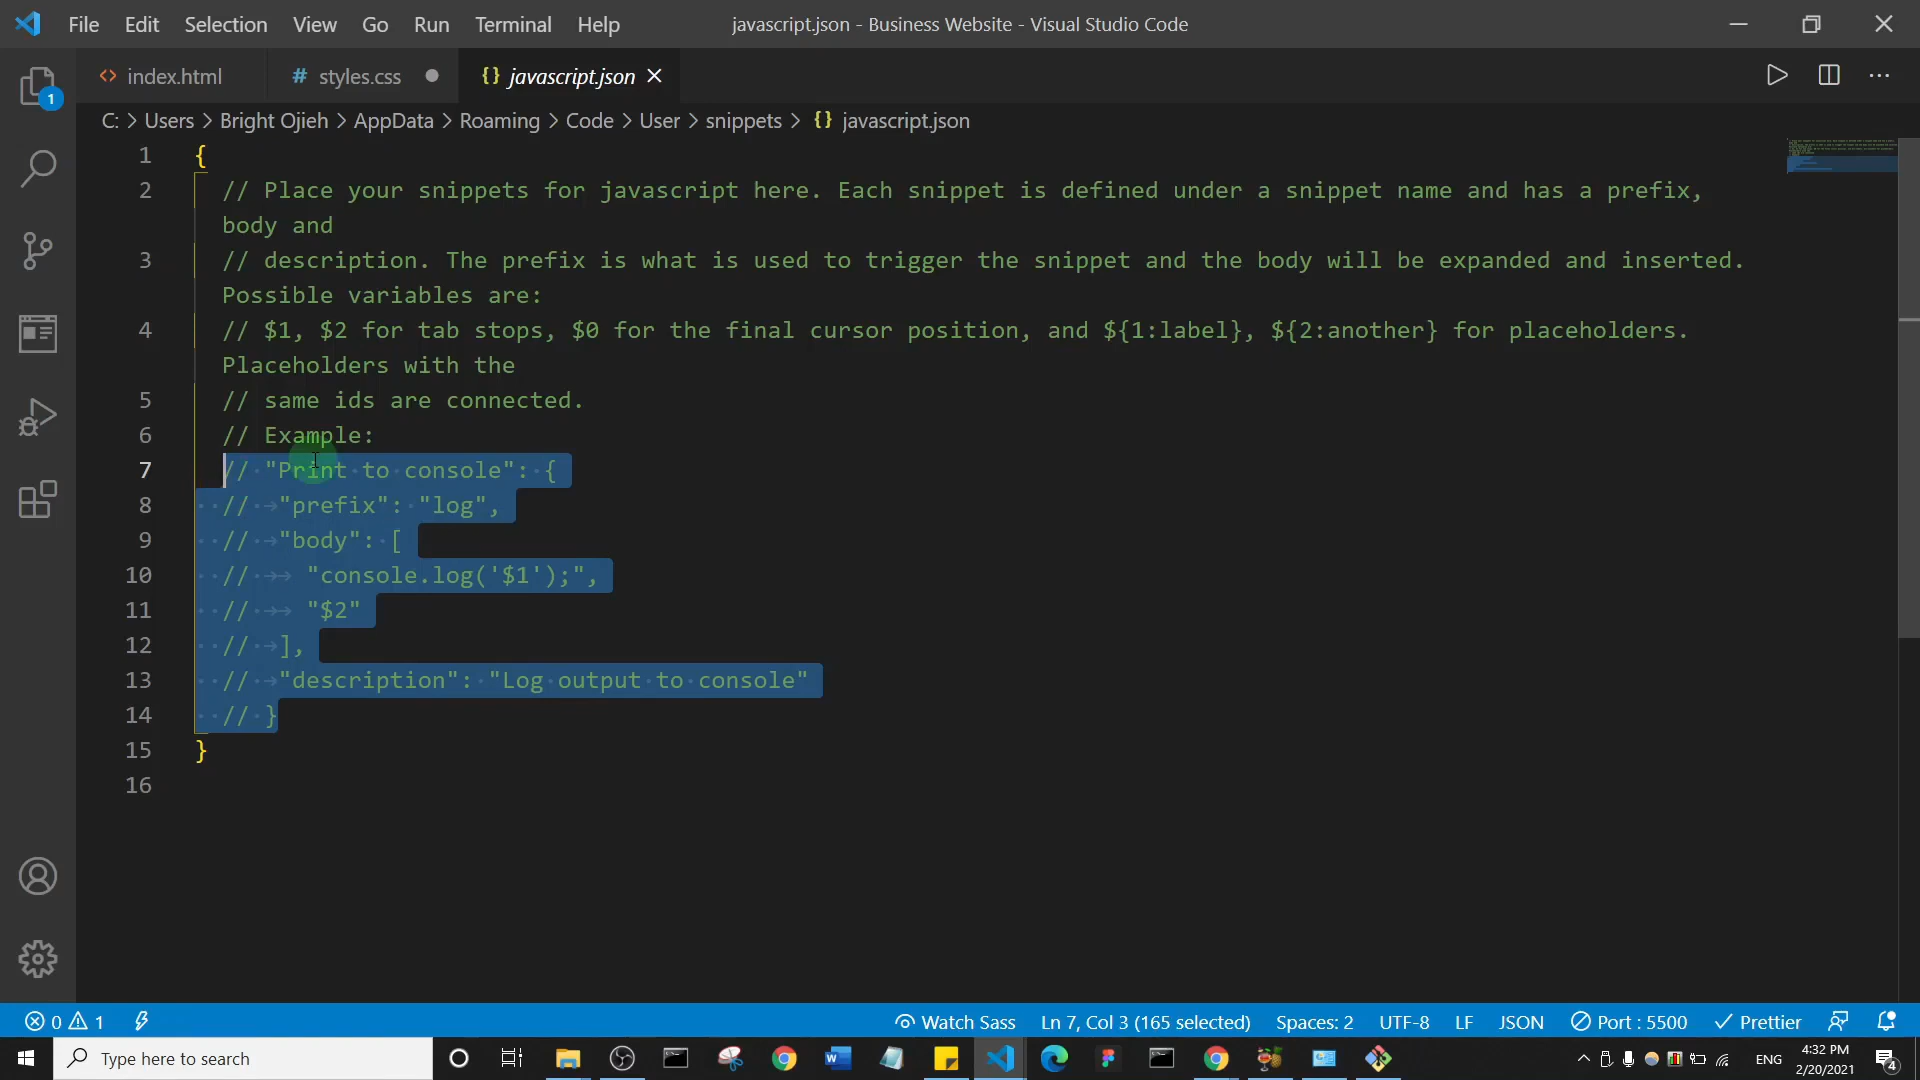 File Edit Selection View Go Run Terminal Help javascript.json - Business Website - Visual Studio Code
index.html # styles.css {} javascript.json
1
C: > Users > Bright Ojieh > AppData > Roaming > Code > User > snippets > {} javascript.json
1 {
2 // Place your snippets for javascript here. Each snippet is defined under a snippet name and has a prefix,
body and
3 // description. The prefix is what is used to trigger the snippet and the body will be expanded and inserted.
Possible variables are:
4 // $1, $2 for tab stops, $0 for the final cursor position, and ${1:label}, ${2:another} for placeholders.
Placeholders with the
5 // same ids are connected.
6 // Example:
7 // "Print to console": {
8 // "prefix": "log",
9 // "body": [
10 // "console.log('$1');",
11 // "$2"
12 // ],
13 // "description": "Log output to console"
14 // }
15 }
16
0 1 Watch Sass Ln 7, Col 3 (165 selected) Spaces: 2 UTF-8 LF JSON Port : 5500 Prettier
Type here to search ENG 4:32 PM
2/20/2021 4